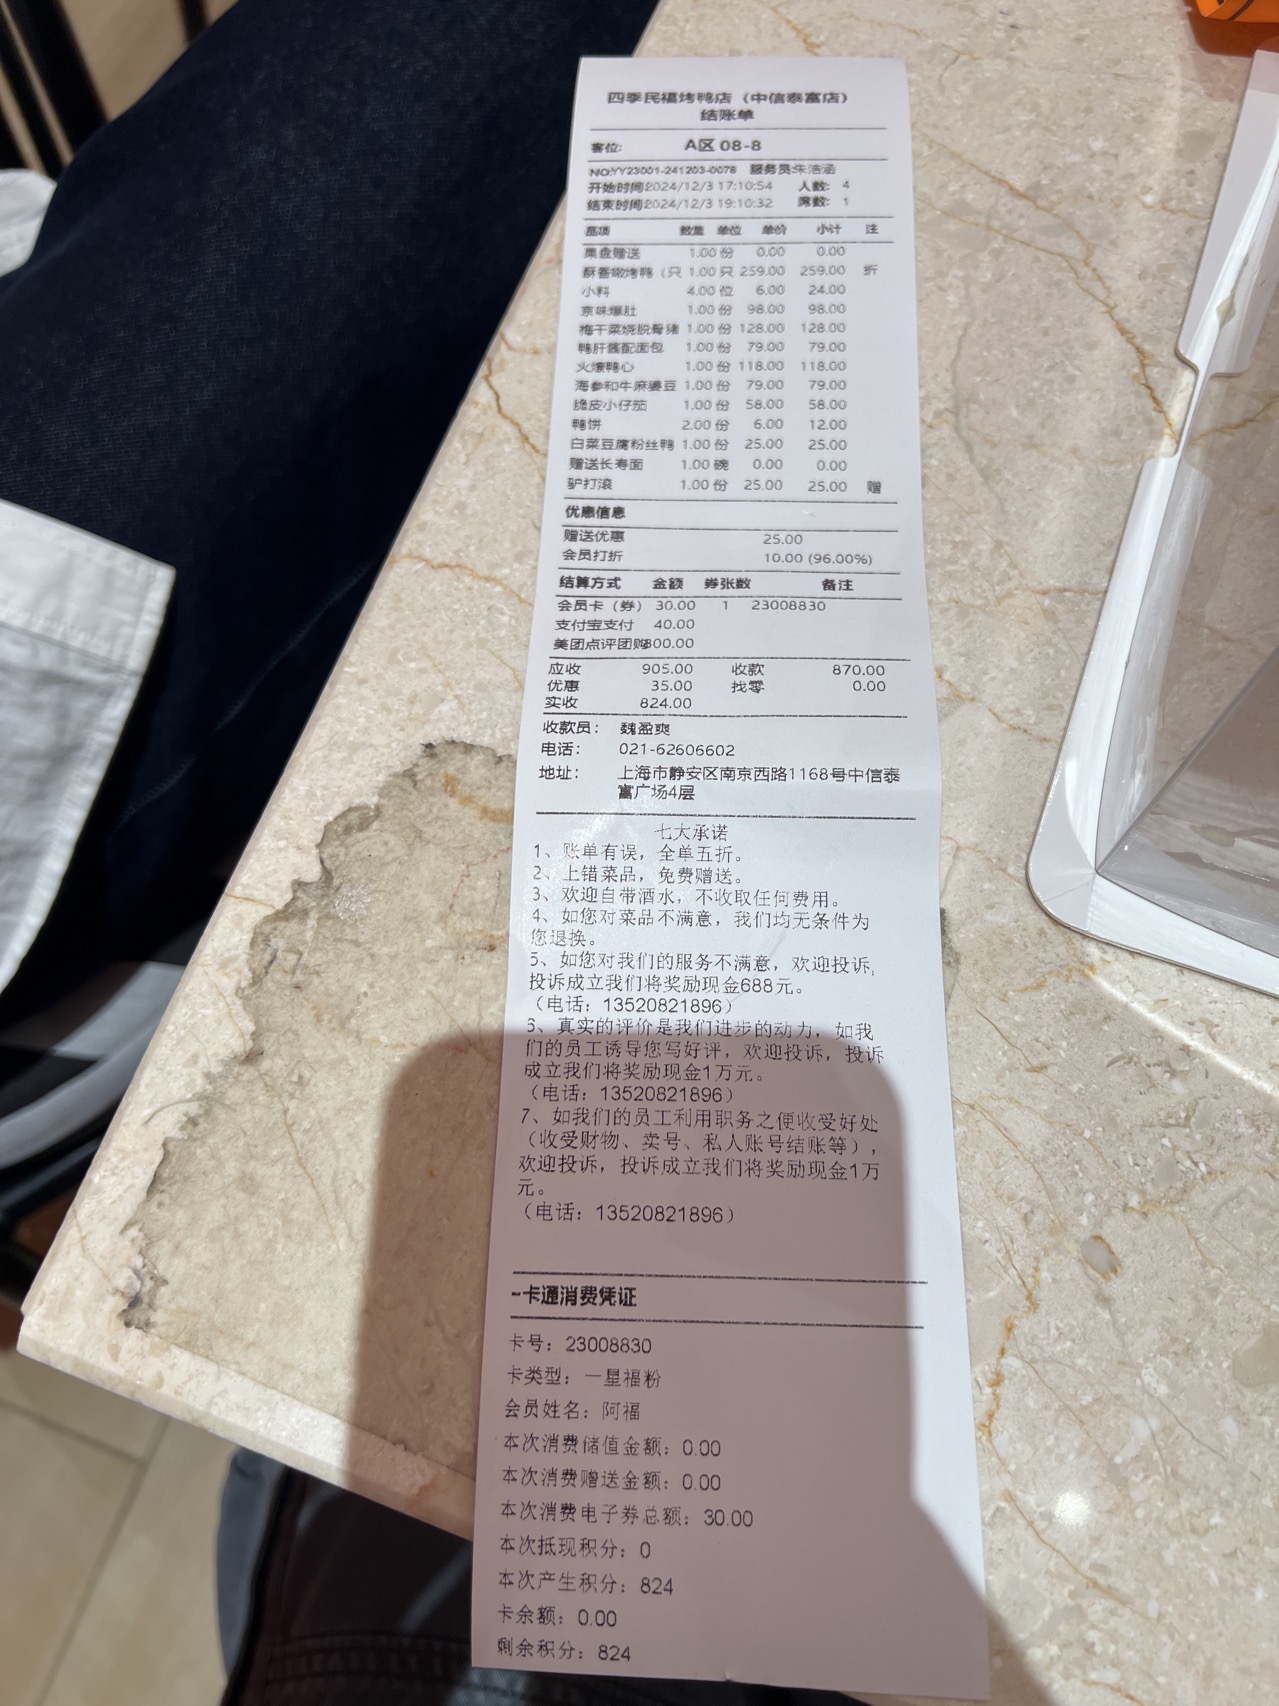 四季民福烤鸭店（中信泰富店）
结账单
客位: A区 08-8
NO:YY23001-241203-0078 服务员:朱浩涵
开始时间:2024/12/3 17:10:54 人数: 4
结束时间:2024/12/3 19:10:32 席数: 1
品项 数量 单位 单价 小计 注
果盘赠送 1.00 份 0.00 0.00
酥香嫩烤鸭（只 1.00 只 259.00 259.00 折
小料 4.00 位 6.00 24.00
京味爆肚 1.00 份 98.00 98.00
梅干菜烧脱骨猪 1.00 份 128.00 128.00
鸭肝酱配面包 1.00 份 79.00 79.00
火爆鸭心 1.00 份 118.00 118.00
海参和牛麻婆豆 1.00 份 79.00 79.00
脆皮小仔茄 1.00 份 58.00 58.00
鸭饼 2.00 份 6.00 12.00
白菜豆腐粉丝鸭 1.00 份 25.00 25.00
赠送长寿面 1.00 碗 0.00 0.00
驴打滚 1.00 份 25.00 25.00 赠
优惠信息
赠送优惠 25.00
会员打折 10.00 (96.00%)
结算方式 金额 券张数 备注
会员卡（券） 30.00 1 23008830
支付宝支付 40.00
美团点评团购800.00
应收 905.00 收款 870.00
优惠 35.00 找零 0.00
实收 824.00
收款员: 魏盈爽
电话: 021-62606602
地址: 上海市静安区南京西路1168号中信泰
富广场4层
七大承诺
1、账单有误，全单五折。
2、上错菜品，免费赠送。
3、欢迎自带酒水，不收取任何费用。
4、如您对菜品不满意，我们均无条件为
您退换。
5、如您对我们的服务不满意，欢迎投诉，
投诉成立我们将奖励现金688元。
（电话：13520821896）
6、真实的评价是我们进步的动力，如我
们的员工诱导您写好评，欢迎投诉，投诉
成立我们将奖励现金1万元。
（电话：13520821896）
7、如我们的员工利用职务之便收受好处
（收受财物、卖号、私人账号结账等），
欢迎投诉，投诉成立我们将奖励现金1万
元。
（电话：13520821896）
-卡通消费凭证
卡号：23008830
卡类型：一星福粉
会员姓名：阿福
本次消费储值金额：0.00
本次消费赠送金额：0.00
本次消费电子券总额：30.00
本次抵现积分：0
本次产生积分：824
卡余额：0.00
剩余积分：824